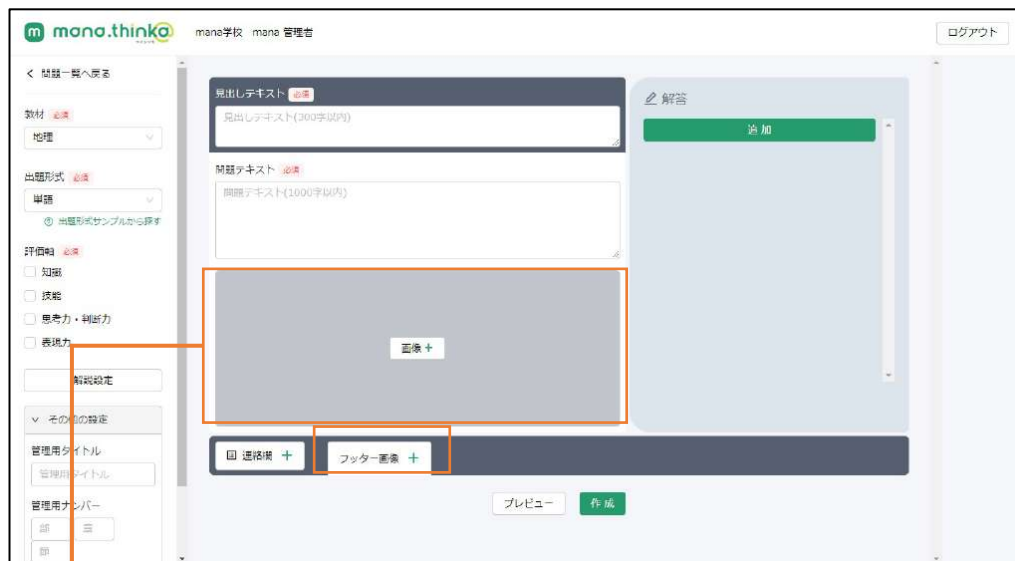 mana.think@
mana学校 mana 管理者
ログアウト
< 問題一覧へ戻る
教材 必須
地理
出題形式 必須
単語
出題形式サンプルから探す
評価軸 必須
知識
技能
思考力・判断力
表現力
解説設定
その他の設定
管理用タイトル
管理用タイトル
管理用ナンバー
部
章
節
見出しテキスト 必須
見出しテキスト(300字以内)
問題テキスト 必須
問題テキスト(1000字以内)
画像 +
連絡欄 +
フッター画像 +
プレビュー
作成
解答
追加